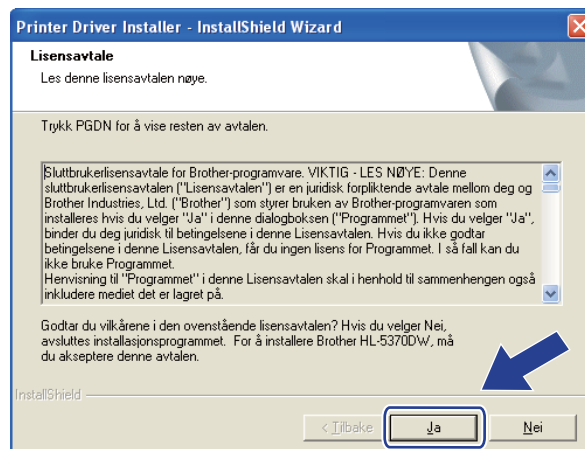 Printer Driver Installer - InstallShield Wizard
Lisensavtale
Les denne lisensavtalen nøye.
Trykk PGDN for å vise resten av avtalen.
Sluttbrukerlisensavtale for Brother-programvare. VIKTIG - LES NØYE: Denne
sluttbrukerlisensavtalen ("Lisensavtalen") er en juridisk forpliktende avtale mellom deg og
Brother Industries, Ltd. ("Brother") som styrer bruken av Brother-programvaren som
installeres hvis du velger "Ja" i denne dialogboksen ("Programmet"). Hvis du velger "Ja",
binder du deg juridisk til betingelsene i denne Lisensavtalen. Hvis du ikke godtar
betingelsene i denne Lisensavtalen, får du ingen lisens for Programmet. I så fall kan du
ikke bruke Programmet.
Henvisning til "Programmet" i denne Lisensavtalen skal i henhold til sammenhengen også
inkludere mediet det er lagret på.
Godtar du vilkårene i den ovenstående lisensavtalen? Hvis du velger Nei,
avsluttes installasjonsprogrammet. For å installere Brother HL-5370DW, må
du akseptere denne avtalen.
InstallShield
< Tilbake Ja Nei